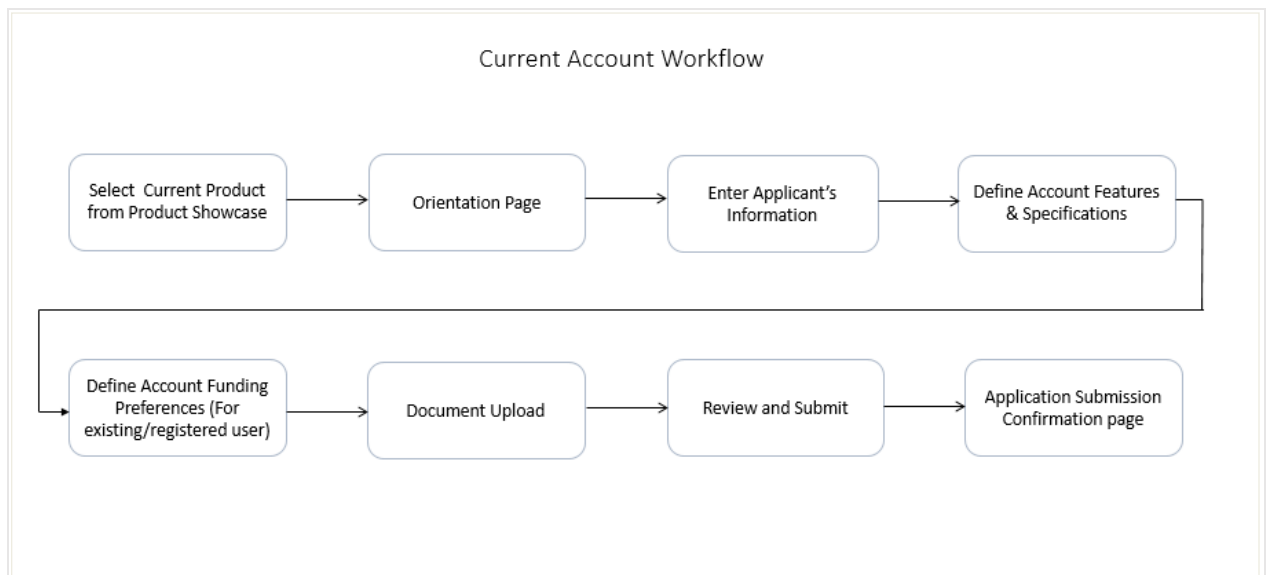 Current Account Workflow
Select Current Product
from Product Showcase
Orientation Page
Enter Applicant's
Information
Define Account Features
& Specifications
Define Account Funding
Preferences (For
existing/registered user)
Document Upload
Review and Submit
Application Submission
Confirmation page